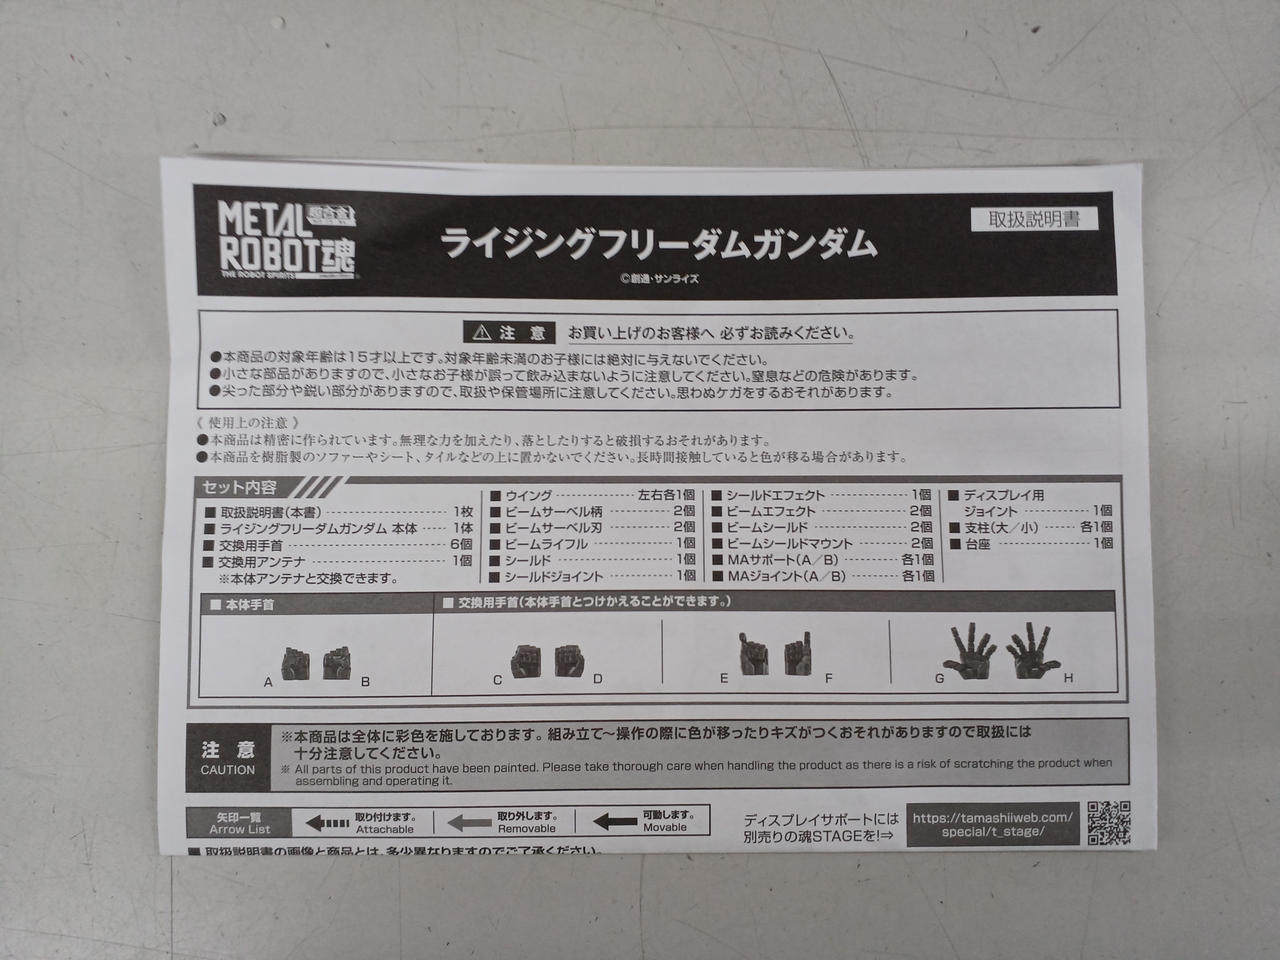 METAL 超合金
ROBOT魂
THE ROBOT SPIRITS
ライジングフリーダムガンダム
©創通・サンライズ
取扱説明書
⚠ 注 意 お買い上げのお客様へ 必ずお読みください。
●本商品の対象年齢は15才以上です。対象年齢未満のお子様には絶対に与えないでください。
●小さな部品がありますので、小さなお子様が誤って飲み込まないように注意してください。窒息などの危険があります。
●尖った部分や鋭い部分がありますので、取扱や保管場所に注意してください。思わぬケガをするおそれがあります。
《 使用上の注意 》
●本商品は精密に作られています。無理な力を加えたり、落としたりすると破損するおそれがあります。
●本商品を樹脂製のソファーやシート、タイルなどの上に置かないでください。長時間接触していると色が移る場合があります。
セット内容
■ 取扱説明書(本書) 1枚
■ ライジングフリーダムガンダム 本体 1体
■ 交換用手首 6個
■ 交換用アンテナ 1個
※本体アンテナと交換できます。
■ ウイング 左右各1個
■ ビームサーベル柄 2個
■ ビームサーベル刃 2個
■ ビームライフル 1個
■ シールド 1個
■ シールドジョイント 1個
■ シールドエフェクト 1個
■ ビームエフェクト 2個
■ ビームシールド 2個
■ ビームシールドマウント 2個
■ MAサポート(A/B) 各1個
■ MAジョイント(A/B) 各1個
■ ディスプレイ用
ジョイント 1個
■ 支柱(大/小) 各1個
■ 台座 1個
■ 本体手首
■ 交換用手首(本体手首とつけかえることができます。)
A B C D E F G H
注 意
CAUTION
※本商品は全体に彩色を施しております。組み立て〜操作の際に色が移ったりキズがつくおそれがありますので取扱には
十分注意してください。
※ All parts of this product have been painted. Please take thorough care when handling the product as there is a risk of scratching the product when
assembling and operating it.
矢印一覧
Arrow List
取り付けます。
Attachable
取り外します。
Removable
可動します。
Movable
ディスプレイサポートには
別売りの魂STAGEを!⇒
https://tamashiiweb.com/
special/t_stage/
■ 取扱説明書の画像と商品とは、多少異なりますのでご了承ください。